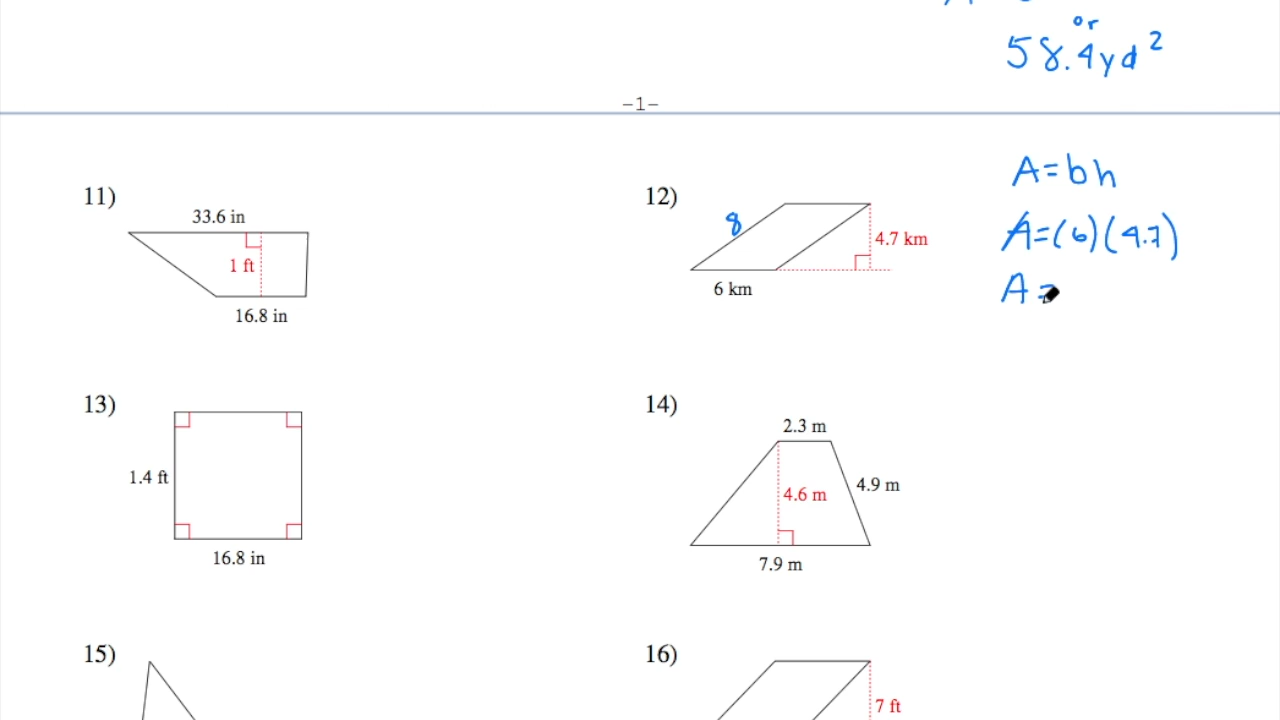 or
58.4yd²
-1-
11)
33.6 in
1 ft
16.8 in
12)
8
4.7 km
6 km
A=bh
A=(6)(4.7)
A=
13)
1.4 ft
16.8 in
14)
2.3 m
4.6 m
4.9 m
7.9 m
15)
16)
7 ft